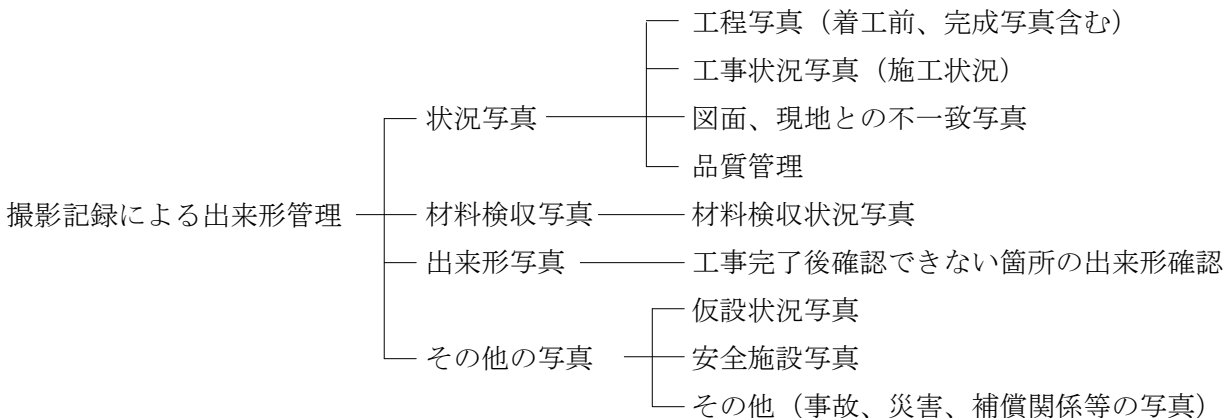 工程写真（着工前、完成写真含む）
工事状況写真（施工状況）
状況写真
図面、現地との不一致写真
品質管理
撮影記録による出来形管理
材料検収写真
材料検収状況写真
出来形写真
工事完了後確認できない箇所の出来形確認
仮設状況写真
その他の写真
安全施設写真
その他（事故、災害、補償関係等の写真）